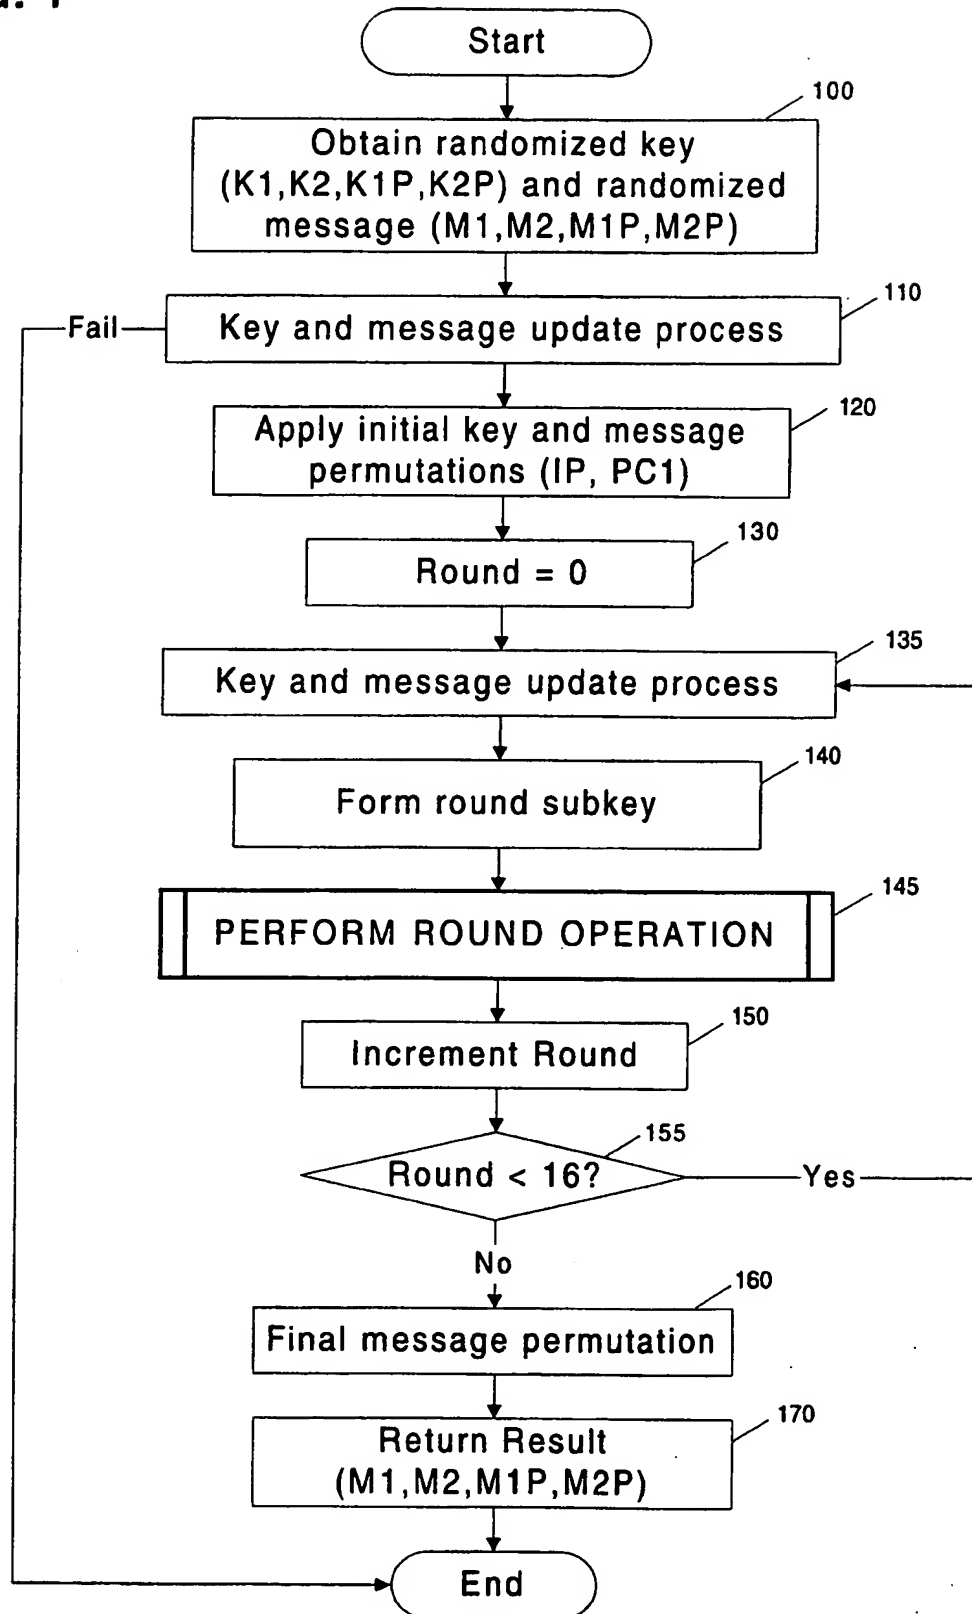 Start
100
Obtain randomized key
(K1,K2,K1P,K2P) and randomized
message (M1,M2,M1P,M2P)
110
Fail
Key and message update process
120
Apply initial key and message
permutations (IP, PC1)
130
Round = 0
135
Key and message update process
140
Form round subkey
145
PERFORM ROUND OPERATION
150
Increment Round
155
Round < 16?
Yes
No
160
Final message permutation
170
Return Result
(M1,M2,M1P,M2P)
End